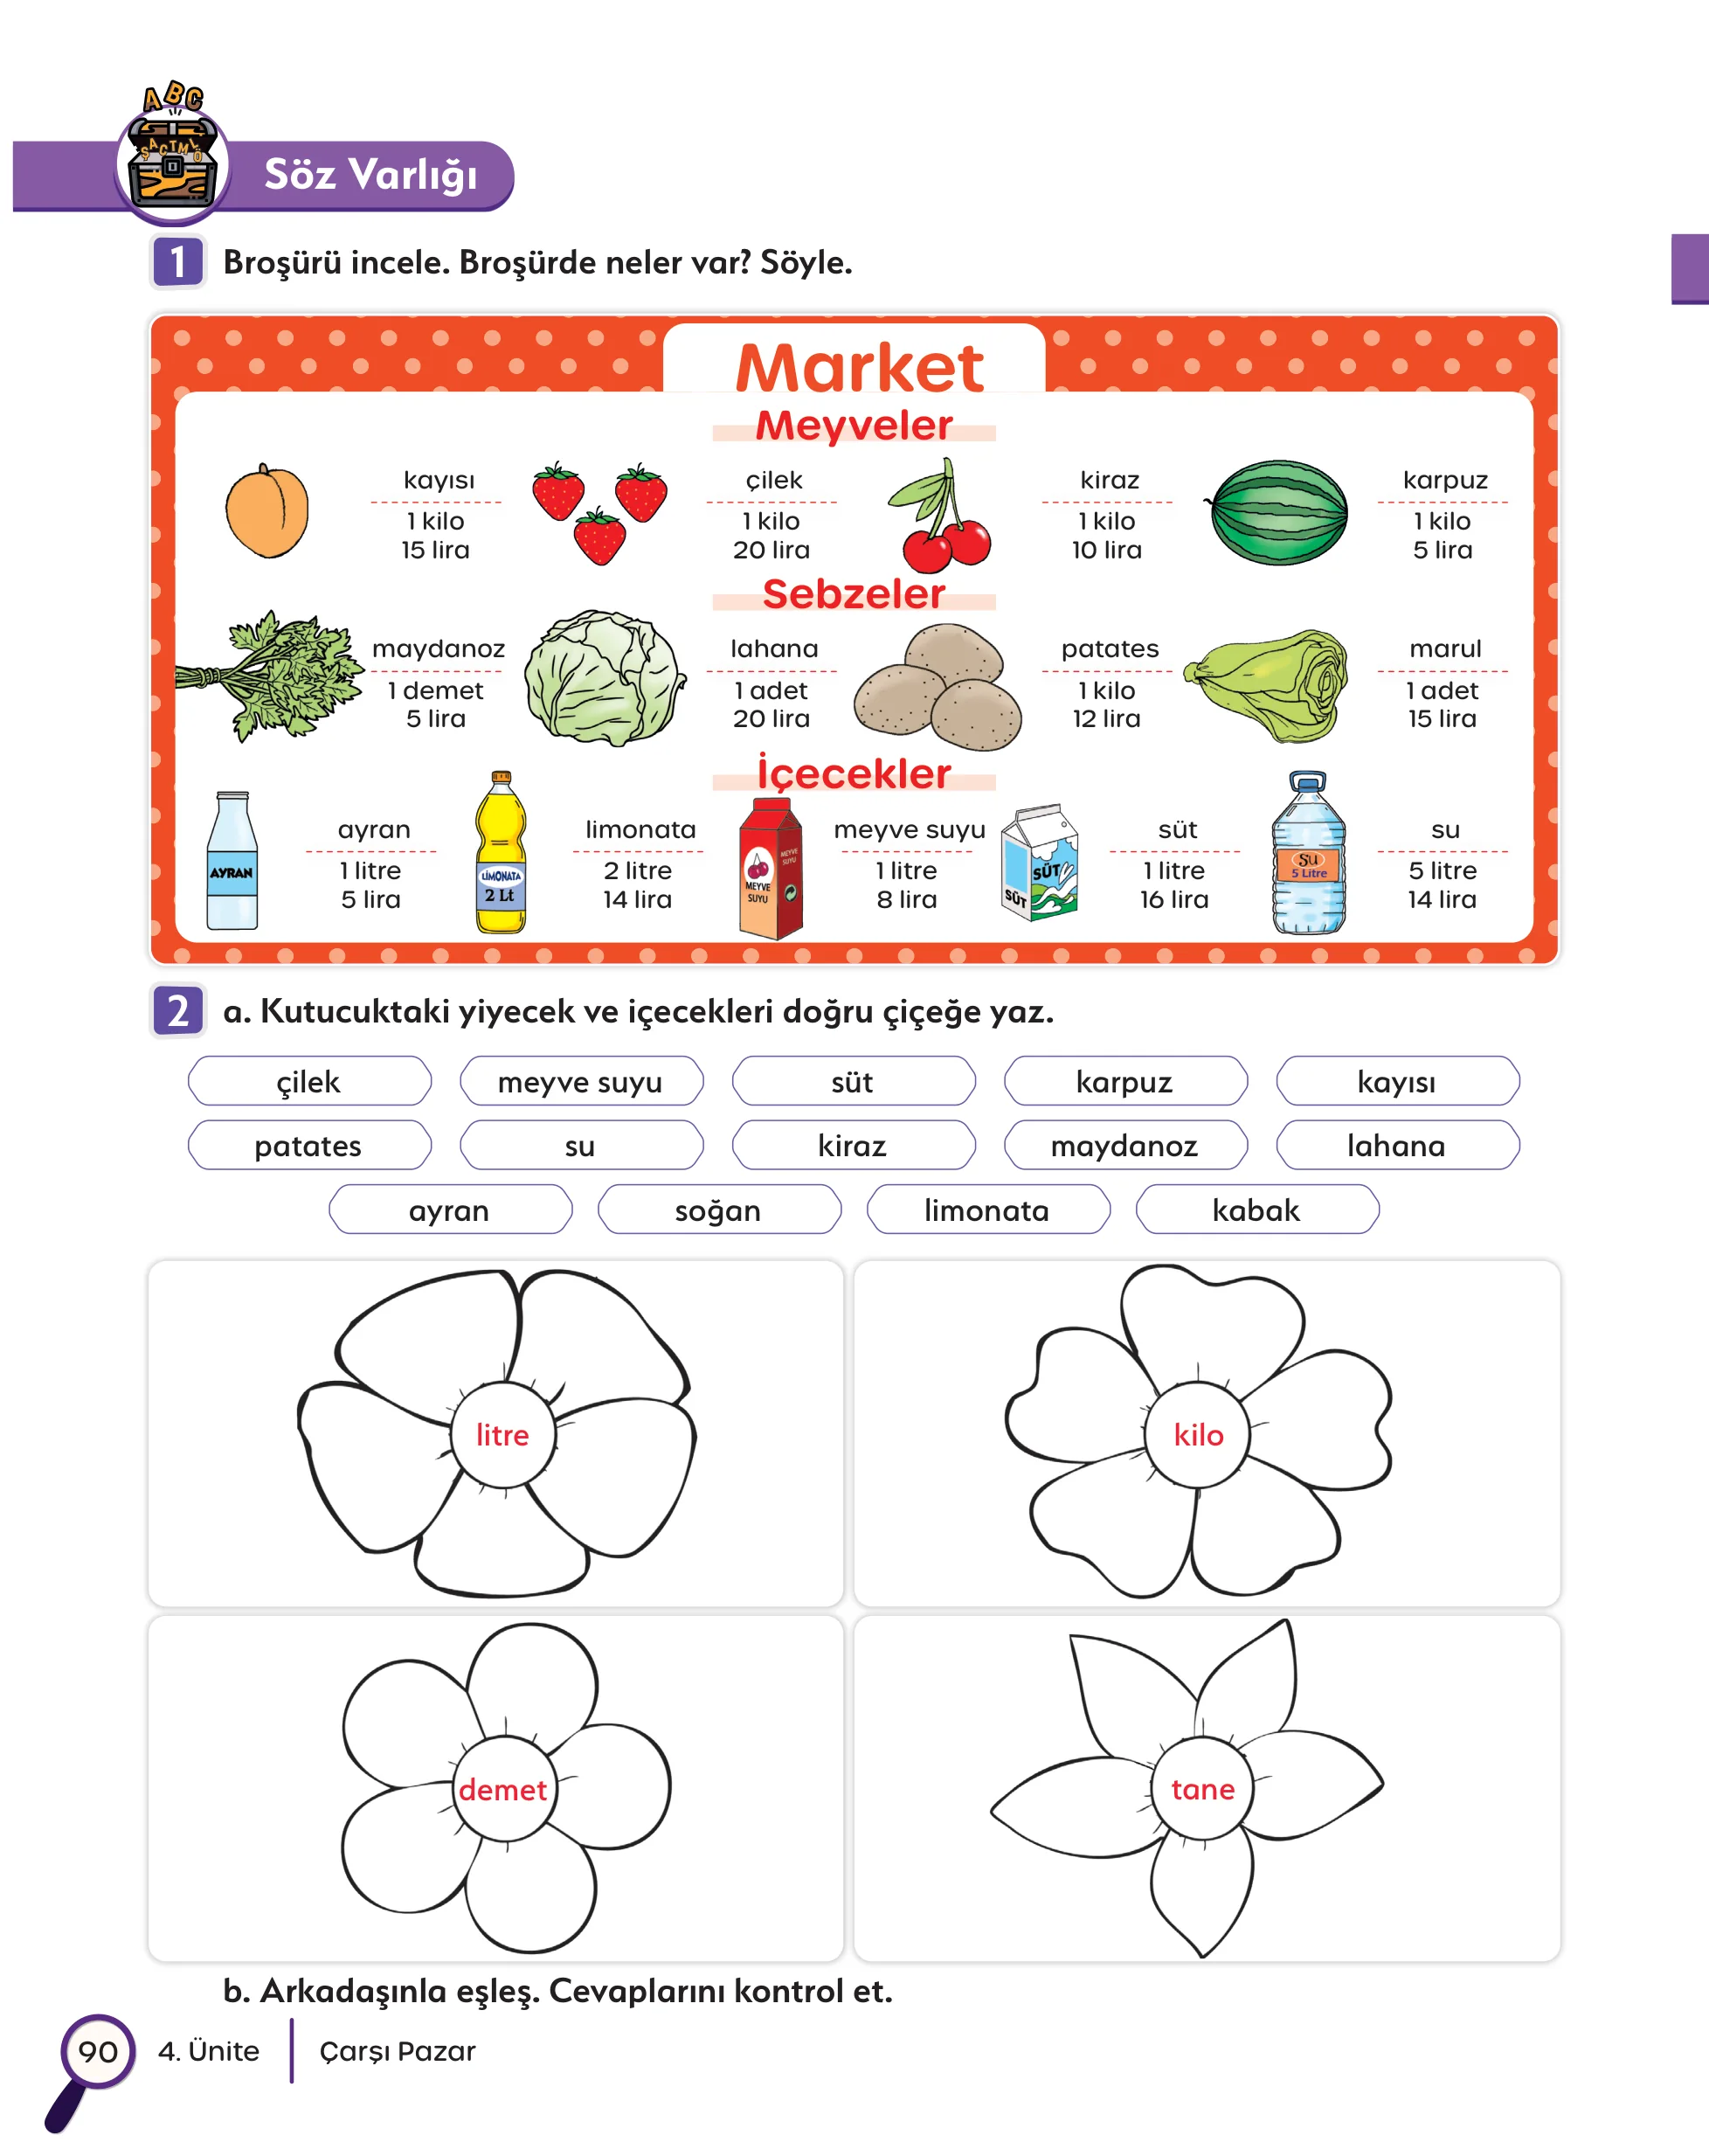 A B C
Ş A C T M L Ö
Söz Varlığı
1 Broşürü incele. Broşürde neler var? Söyle.
Market
Meyveler
kayısı çilek kiraz karpuz
1 kilo 1 kilo 1 kilo 1 kilo
15 lira 20 lira 10 lira 5 lira
Sebzeler
maydanoz lahana patates marul
1 demet 1 adet 1 kilo 1 adet
5 lira 20 lira 12 lira 15 lira
İçecekler
ayran limonata meyve suyu süt su
1 litre 2 litre 1 litre 1 litre 5 litre
5 lira 14 lira 8 lira 16 lira 14 lira
AYRAN
LİMONATA
2 Lt
MEYVE
SUYU
MEYVE
SUYU
SÜT
SÜT
Su
5 Litre
2 a. Kutucuktaki yiyecek ve içecekleri doğru çiçeğe yaz.
çilek meyve suyu süt karpuz kayısı
patates su kiraz maydanoz lahana
ayran soğan limonata kabak
litre kilo
demet tane
b. Arkadaşınla eşleş. Cevaplarını kontrol et.
90 4. Ünite Çarşı Pazar